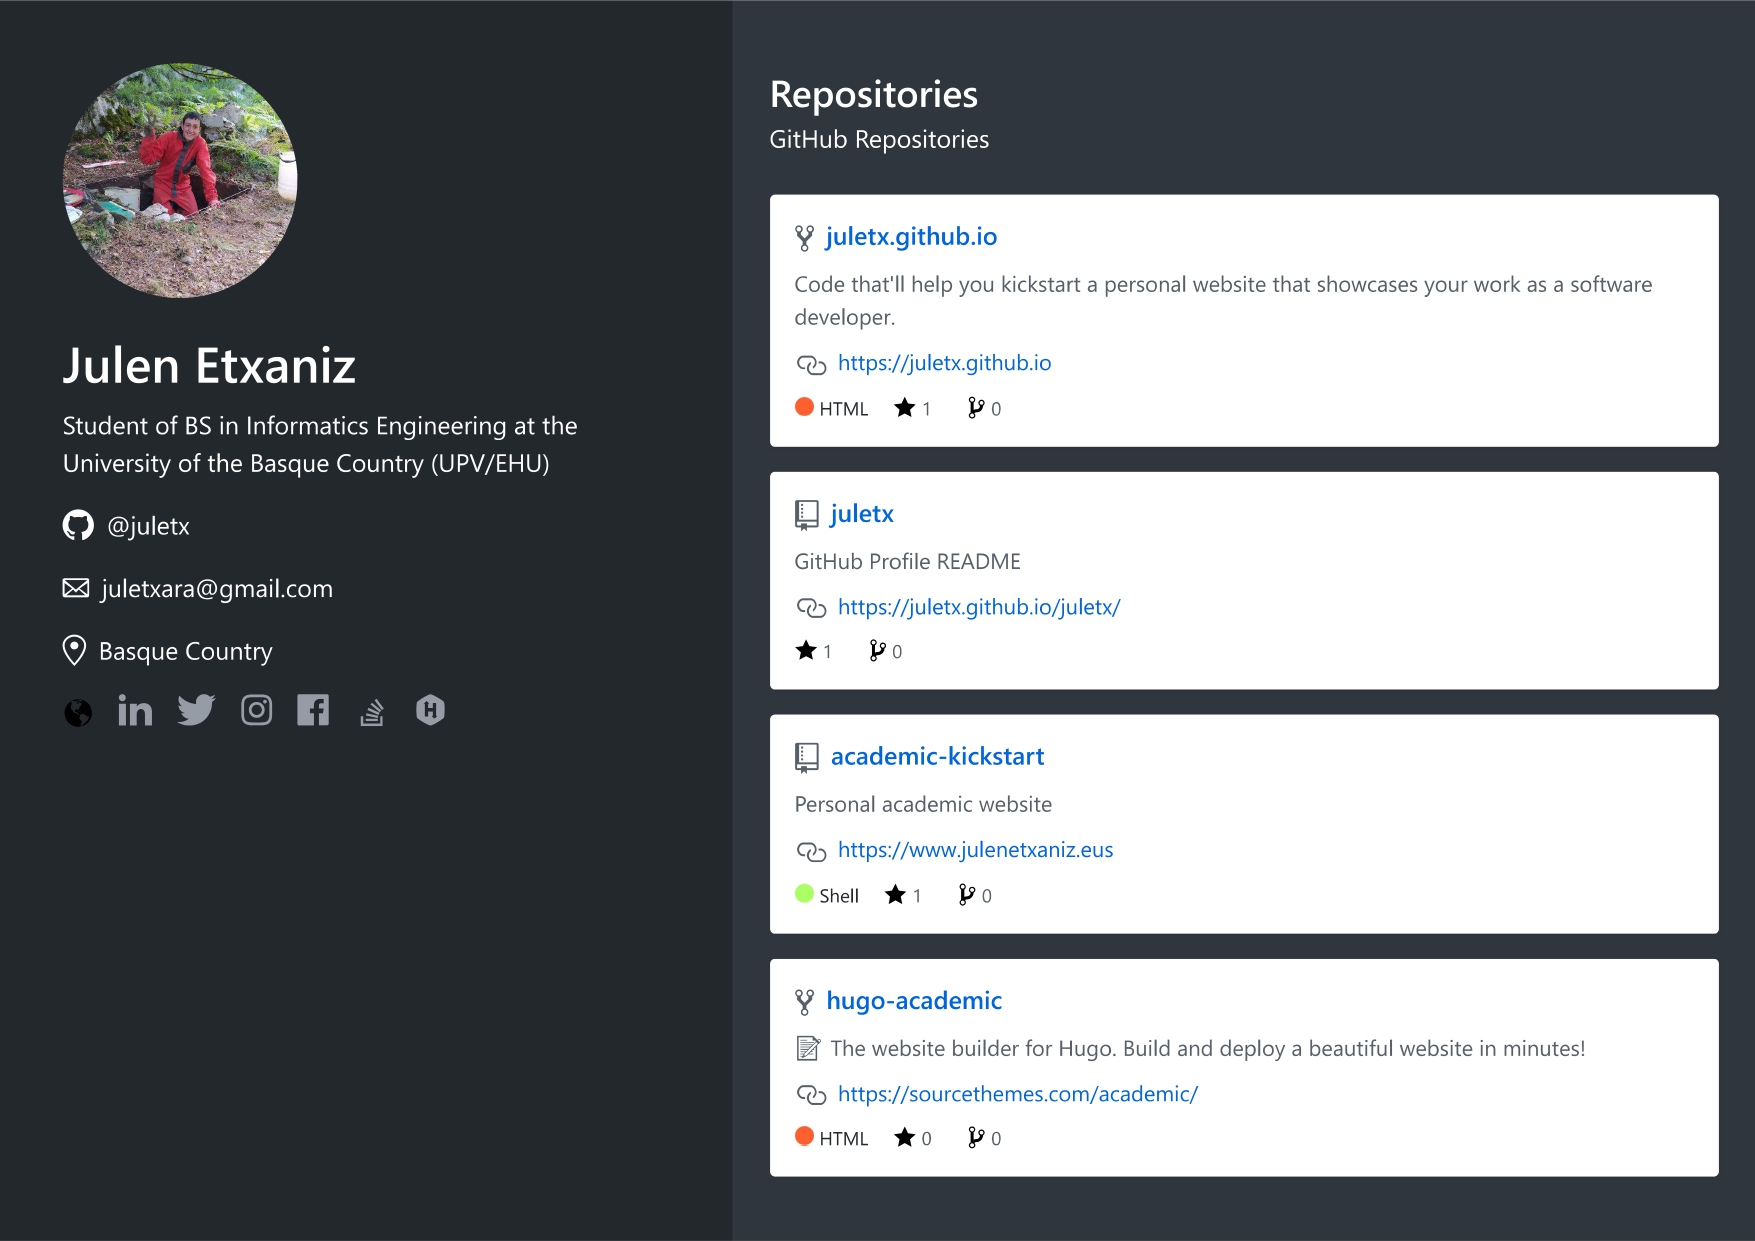 Julen Etxaniz
Student of BS in Informatics Engineering at the
University of the Basque Country (UPV/EHU)
@juletx
juletxara@gmail.com
Basque Country
Repositories
GitHub Repositories
juletx.github.io
Code that'll help you kickstart a personal website that showcases your work as a software
developer.
https://juletx.github.io
HTML 1 0
juletx
GitHub Profile README
https://juletx.github.io/juletx/
1 0
academic-kickstart
Personal academic website
https://www.julenetxaniz.eus
Shell 1 0
hugo-academic
The website builder for Hugo. Build and deploy a beautiful website in minutes!
https://sourcethemes.com/academic/
HTML 0 0